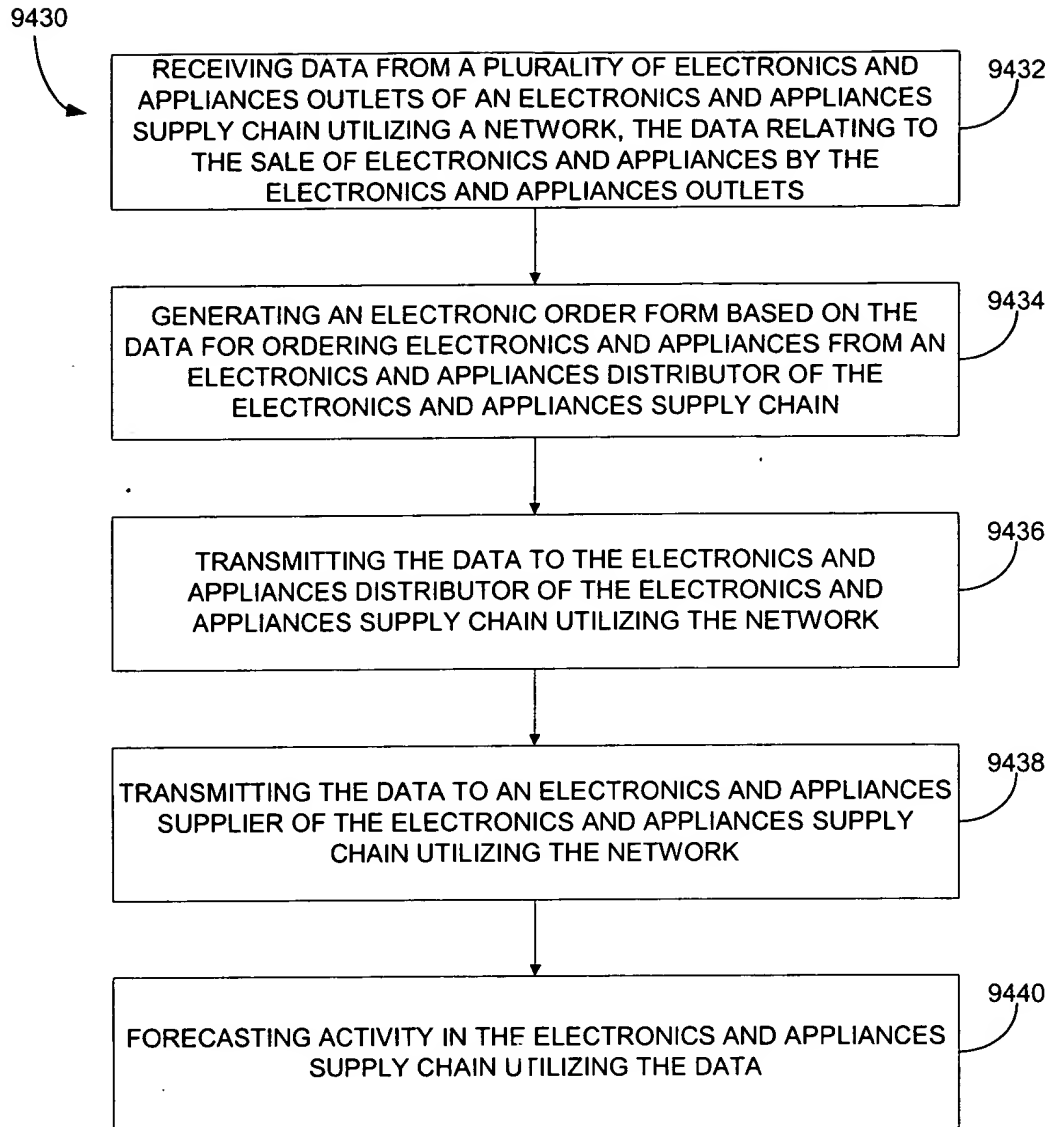 9430
RECEIVING DATA FROM A PLURALITY OF ELECTRONICS AND
APPLIANCES OUTLETS OF AN ELECTRONICS AND APPLIANCES
SUPPLY CHAIN UTILIZING A NETWORK, THE DATA RELATING TO
THE SALE OF ELECTRONICS AND APPLIANCES BY THE
ELECTRONICS AND APPLIANCES OUTLETS
9432
GENERATING AN ELECTRONIC ORDER FORM BASED ON THE
DATA FOR ORDERING ELECTRONICS AND APPLIANCES FROM AN
ELECTRONICS AND APPLIANCES DISTRIBUTOR OF THE
ELECTRONICS AND APPLIANCES SUPPLY CHAIN
9434
TRANSMITTING THE DATA TO THE ELECTRONICS AND
APPLIANCES DISTRIBUTOR OF THE ELECTRONICS AND
APPLIANCES SUPPLY CHAIN UTILIZING THE NETWORK
9436
TRANSMITTING THE DATA TO AN ELECTRONICS AND APPLIANCES
SUPPLIER OF THE ELECTRONICS AND APPLIANCES SUPPLY
CHAIN UTILIZING THE NETWORK
9438
FORECASTING ACTIVITY IN THE ELECTRONICS AND APPLIANCES
SUPPLY CHAIN UTILIZING THE DATA
9440